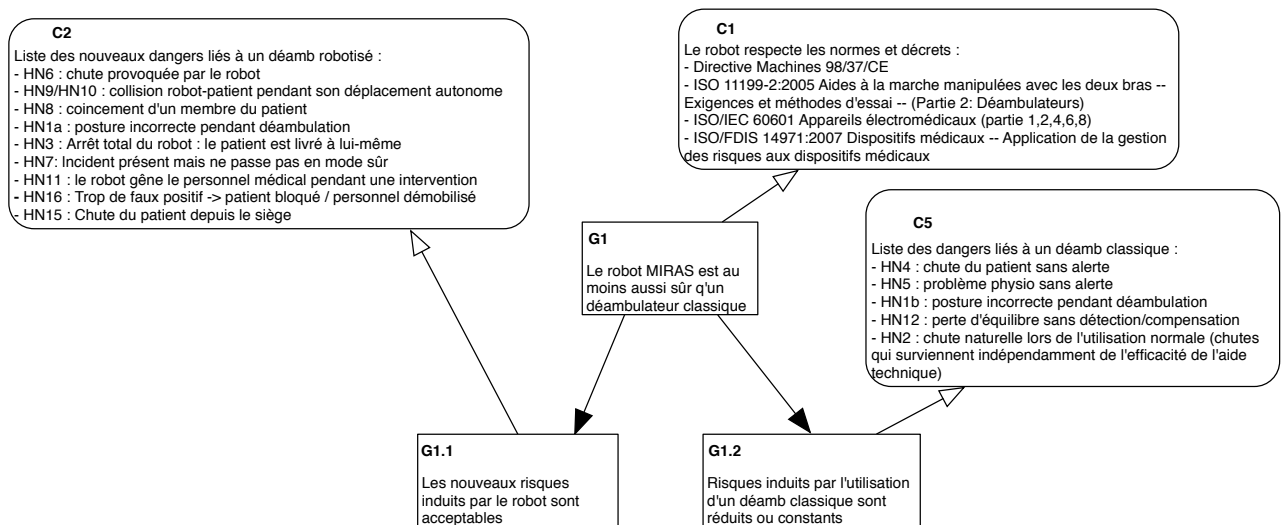 C2
Liste des nouveaux dangers liés à un déamb robotisé :
- HN6 : chute provoquée par le robot
- HN9/HN10 : collision robot-patient pendant son déplacement autonome
- HN8 : coincement d'un membre du patient
- HN1a : posture incorrecte pendant déambulation
- HN3 : Arrêt total du robot : le patient est livré à lui-même
- HN7: Incident présent mais ne passe pas en mode sûr
- HN11 : le robot gêne le personnel médical pendant une intervention
- HN16 : Trop de faux positif -> patient bloqué / personnel démobilisé
- HN15 : Chute du patient depuis le siège
C1
Le robot respecte les normes et décrets :
- Directive Machines 98/37/CE
- ISO 11199-2:2005 Aides à la marche manipulées avec les deux bras --
Exigences et méthodes d'essai -- (Partie 2: Déambulateurs)
- ISO/IEC 60601 Appareils électromédicaux (partie 1,2,4,6,8)
- ISO/FDIS 14971:2007 Dispositifs médicaux -- Application de la gestion
des risques aux dispositifs médicaux
G1
Le robot MIRAS est au
moins aussi sûr q'un
déambulateur classique
C5
Liste des dangers liés à un déamb classique :
- HN4 : chute du patient sans alerte
- HN5 : problème physio sans alerte
- HN1b : posture incorrecte pendant déambulation
- HN12 : perte d'équilibre sans détection/compensation
- HN2 : chute naturelle lors de l'utilisation normale (chutes
qui surviennent indépendamment de l'efficacité de l'aide
technique)
G1.1
Les nouveaux risques
induits par le robot sont
acceptables
G1.2
Risques induits par l'utilisation
d'un déamb classique sont
réduits ou constants